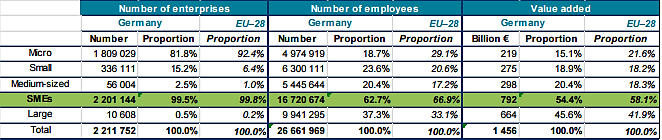 Number of enterprises Number of employees Value added
Germany EU–28 Germany EU–28 Germany EU–28
Number Proportion Proportion Number Proportion Proportion Billion € Proportion Proportion
Micro 1 809 029 81.8% 92.4% 4 974 919 18.7% 29.1% 219 15.1% 21.6%
Small 336 111 15.2% 6.4% 6 300 111 23.6% 20.6% 275 18.9% 18.2%
Medium-sized 56 004 2.5% 1.0% 5 445 644 20.4% 17.2% 298 20.4% 18.3%
SMEs 2 201 144 99.5% 99.8% 16 720 674 62.7% 66.9% 792 54.4% 58.1%
Large 10 608 0.5% 0.2% 9 941 295 37.3% 33.1% 664 45.6% 41.9%
Total 2 211 752 100.0% 100.0% 26 661 969 100.0% 100.0% 1 456 100.0% 100.0%